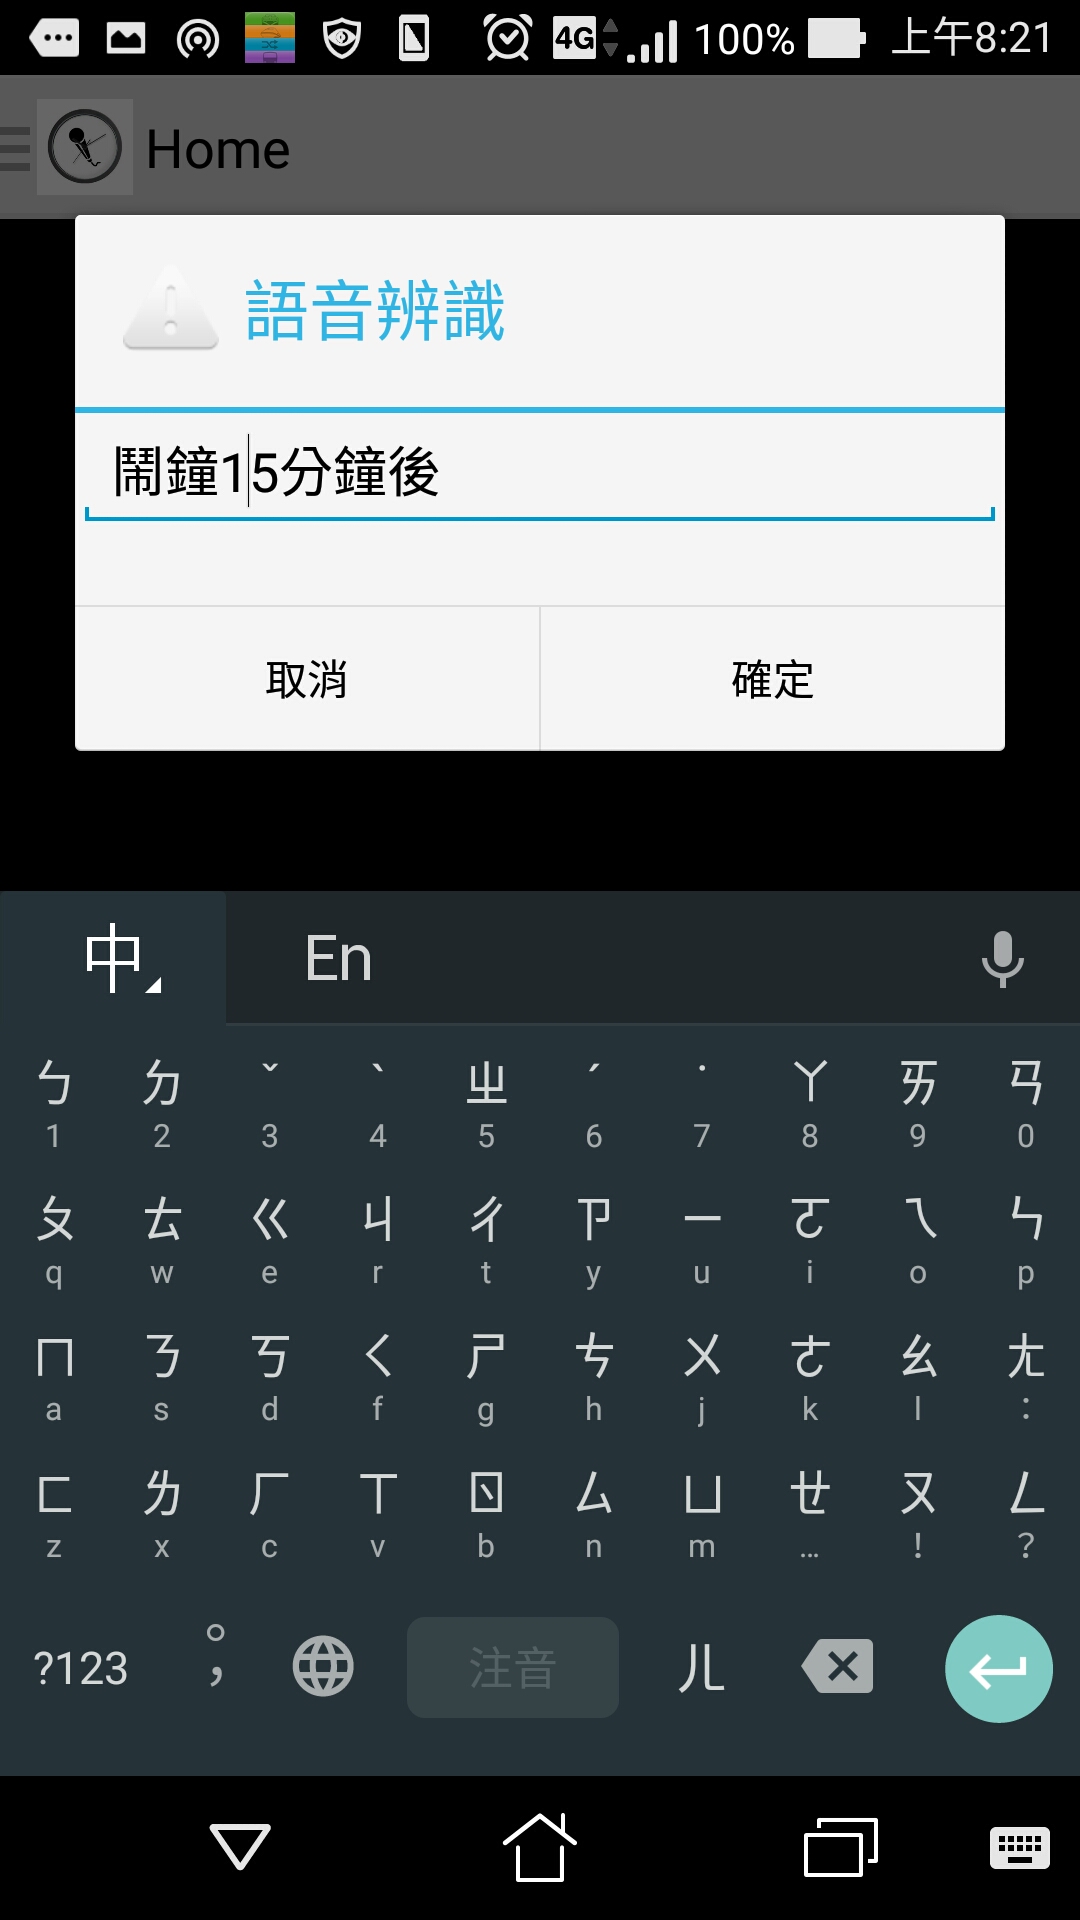 4G 100% 上午8:21
Home
語音辨識
鬧鐘15分鐘後
取消 確定
中 En
ㄅ ㄉ ˇ ˋ ㄓ ˊ ˙ ㄚ ㄞ ㄢ
1 2 3 4 5 6 7 8 9 0
ㄆ ㄊ ㄍ ㄐ ㄔ ㄗ ㄧ ㄛ ㄟ ㄣ
q w e r t y u i o p
ㄇ ㄋ ㄎ ㄑ ㄕ ㄘ ㄨ ㄜ ㄠ ㄤ
a s d f g h j k l :
ㄈ ㄌ ㄏ ㄒ ㄖ ㄙ ㄩ ㄝ ㄡ ㄥ
z x c v b n m … ! ?
?123 。， 注音 ㄦ